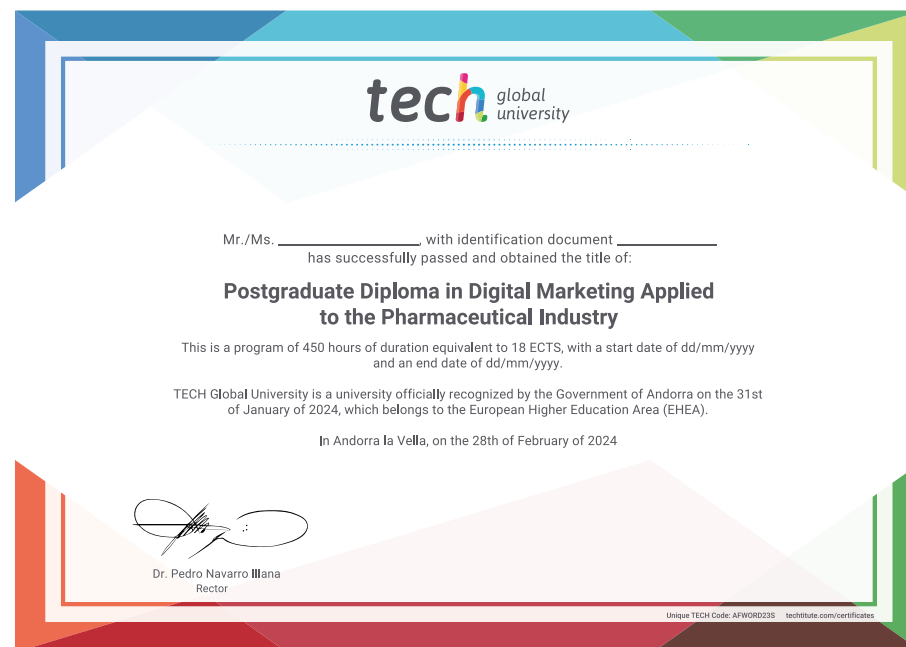 tech global
university
Mr./Ms. ____________________, with identification document ______________
has successfully passed and obtained the title of:
Postgraduate Diploma in Digital Marketing Applied
to the Pharmaceutical Industry
This is a program of 450 hours of duration equivalent to 18 ECTS, with a start date of dd/mm/yyyy
and an end date of dd/mm/yyyy.
TECH Global University is a university officially recognized by the Government of Andorra on the 31st
of January of 2024, which belongs to the European Higher Education Area (EHEA).
In Andorra la Vella, on the 28th of February of 2024
Dr. Pedro Navarro Illana
Rector
Unique TECH Code: AFWORD23S techtitute.com/certificates